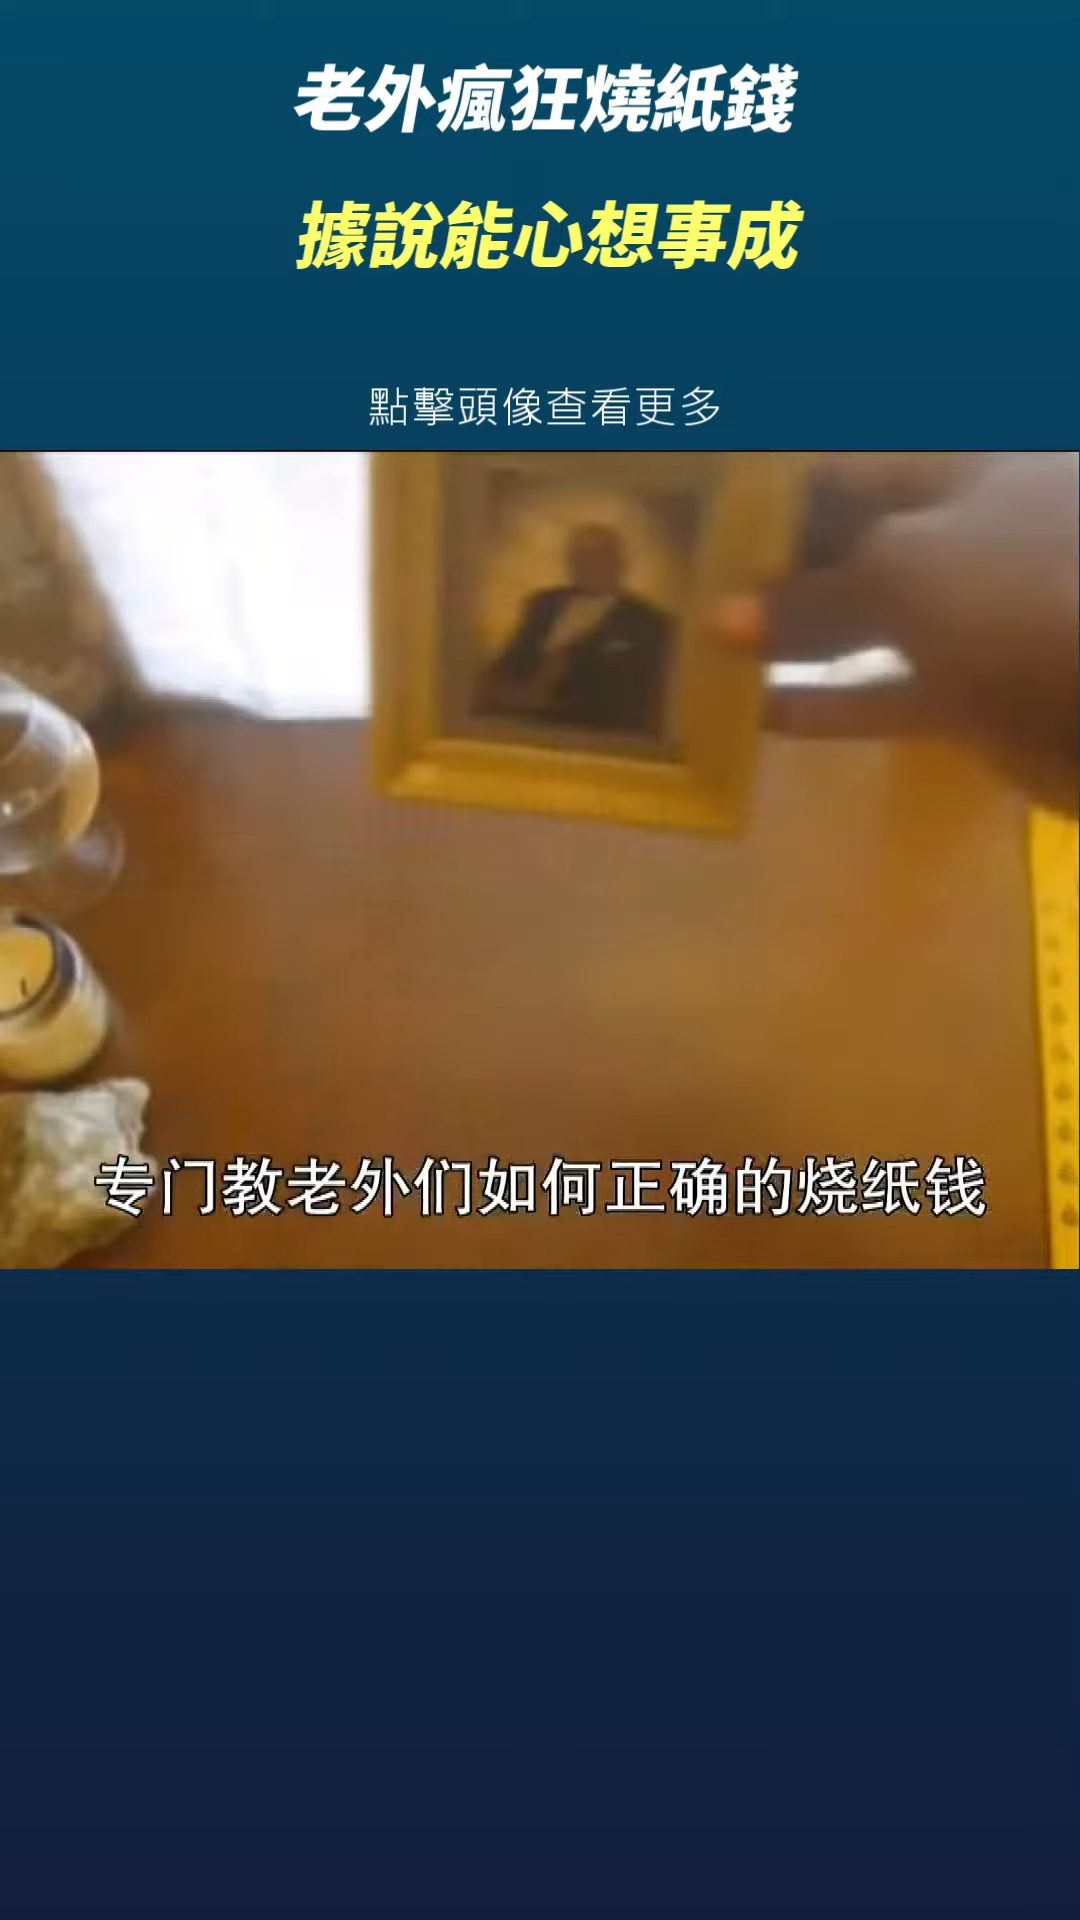 老外瘋狂燒紙錢
據說能心想事成
點擊頭像查看更多
专门教老外们如何正确的烧纸钱